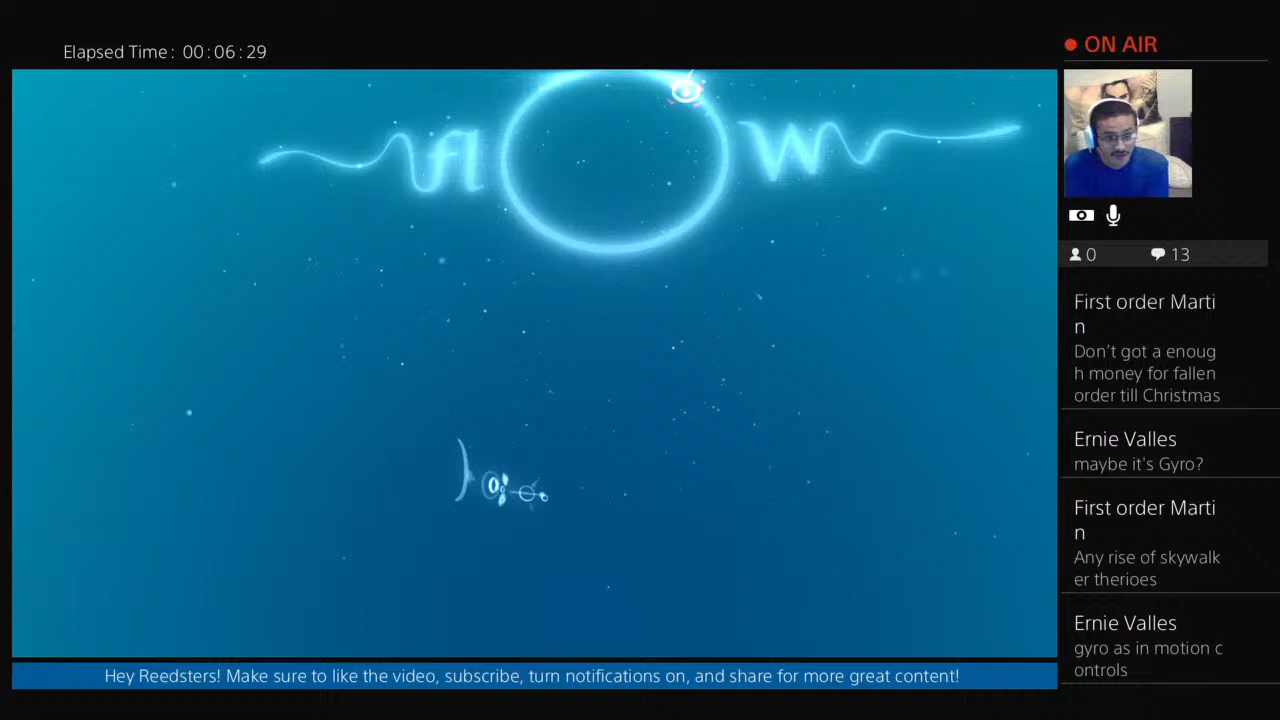 Elapsed Time: 00:06:29
ON AIR
flOw
0
13
First order Marti
n
Don't got a enoug
h money for fallen
order till Christmas
Ernie Valles
maybe it's Gyro?
First order Marti
n
Any rise of skywalk
er therioes
Ernie Valles
gyro as in motion c
ontrols
Hey Reedsters! Make sure to like the video, subscribe, turn notifications on, and share for more great content!